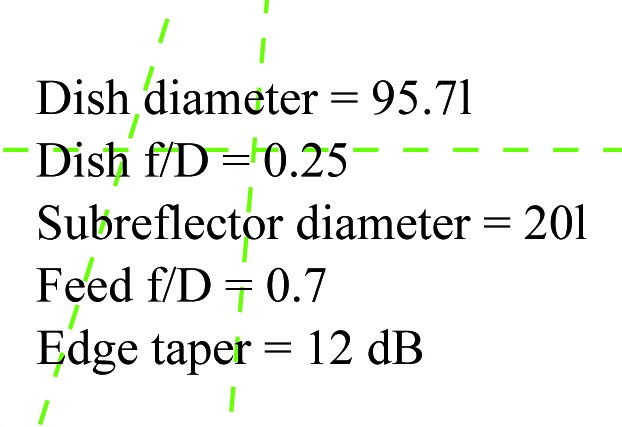 Dish diameter = 95.7l
Dish f/D = 0.25
Subreflector diameter = 20l
Feed f/D = 0.7
Edge taper = 12 dB